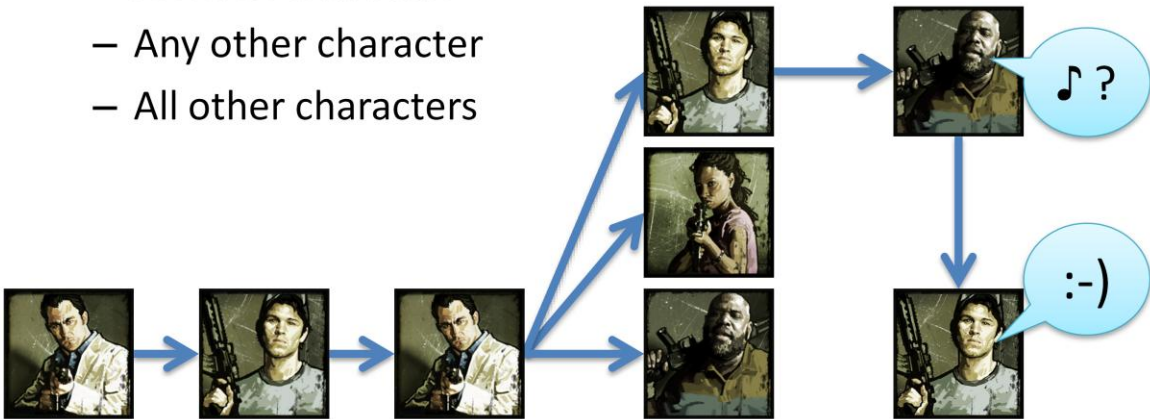 – Any other character
– All other characters
♪ ?
:-)